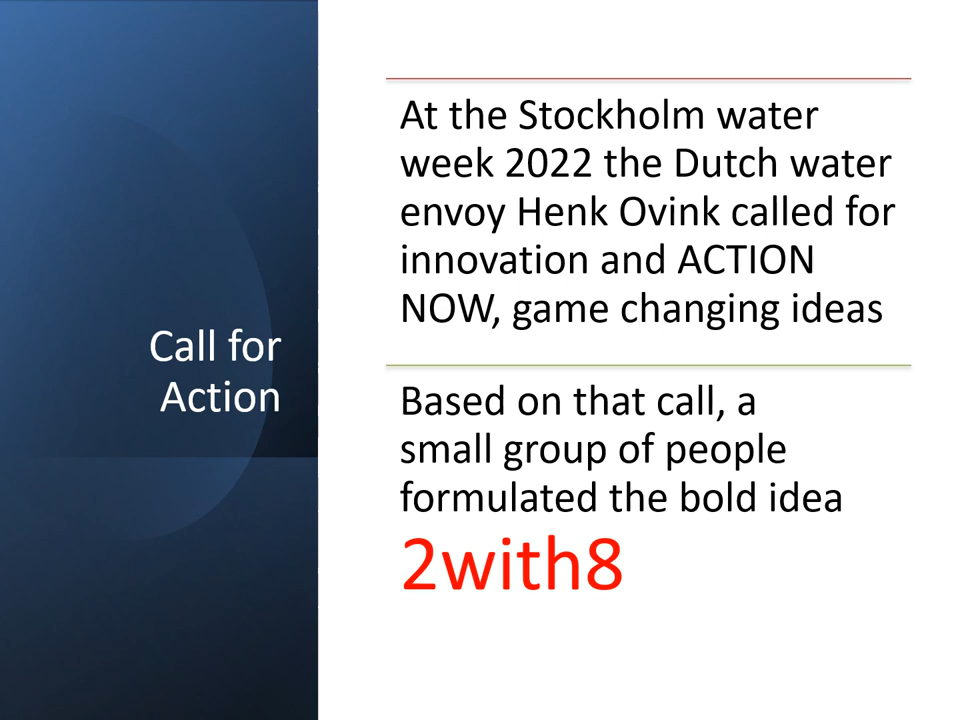 Call for
Action
At the Stockholm water
week 2022 the Dutch water
envoy Henk Ovink called for
innovation and ACTION
NOW, game changing ideas
Based on that call, a
small group of people
formulated the bold idea
2with8